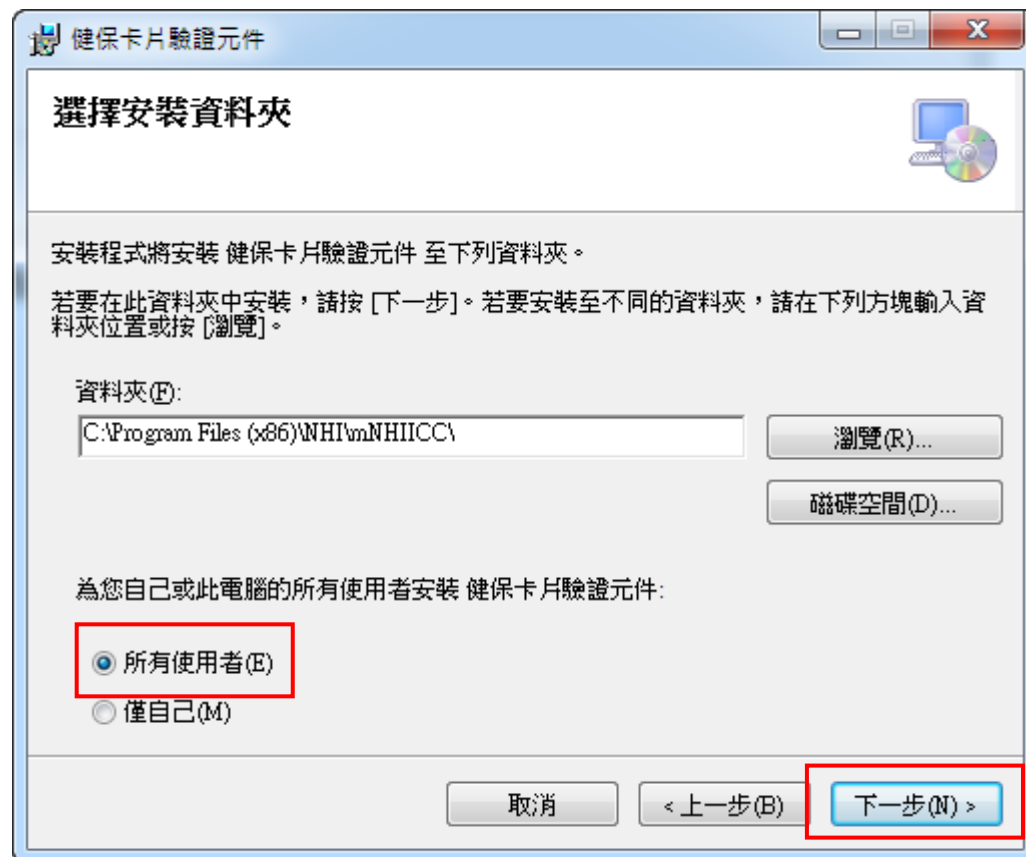 健保卡片驗證元件
選擇安裝資料夾
安裝程式將安裝 健保卡片驗證元件 至下列資料夾。
若要在此資料夾中安裝，請按 [下一步]。若要安裝至不同的資料夾，請在下列方塊輸入資
料夾位置或按 [瀏覽]。
資料夾(F):
C:\Program Files (x86)\NHI\mNHIICC\
瀏覽(R)...
磁碟空間(D)...
為您自己或此電腦的所有使用者安裝 健保卡片驗證元件:
所有使用者(E)
僅自己(M)
取消
<上一步(B)
下一步(N) >